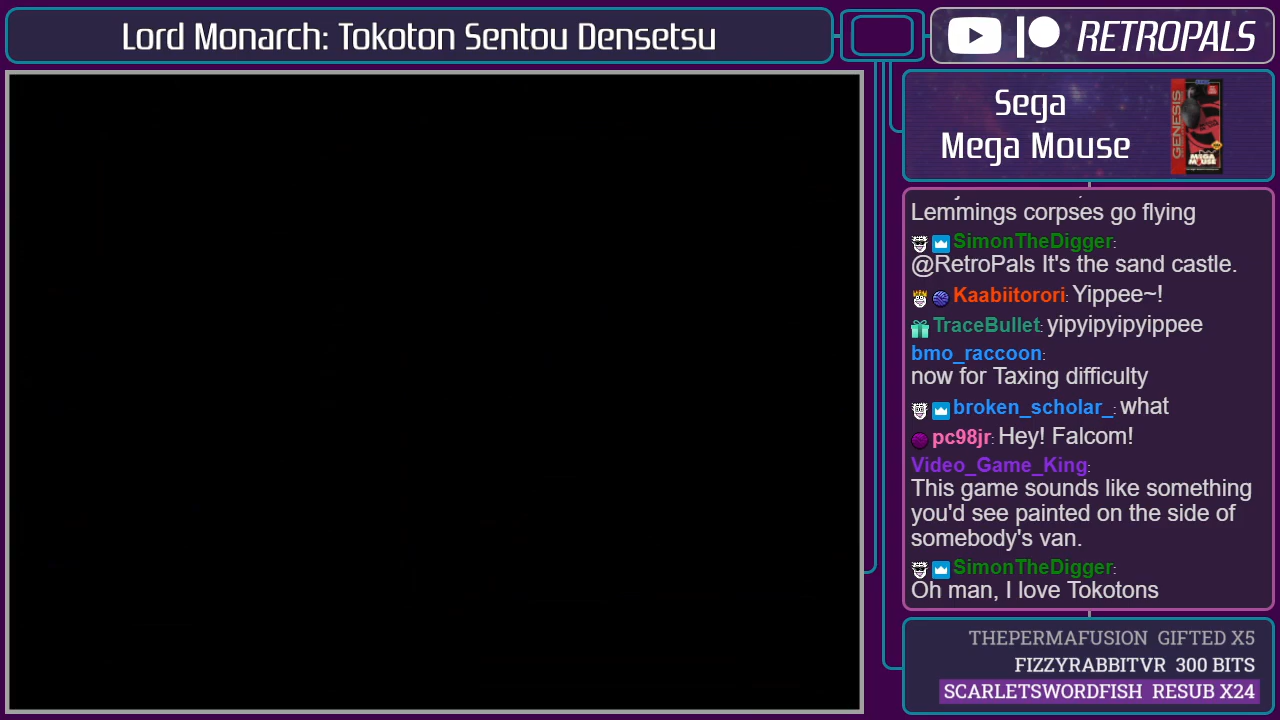 Lord Monarch: Tokoton Sentou Densetsu
RETROPALS
Sega
Mega Mouse
GENESIS
MEGA
MOUSE
Lemmings corpses go flying
SimonTheDigger:
@RetroPals It's the sand castle.
Kaabiitorori: Yippee~!
TraceBullet: yipyipyipyippee
bmo_raccoon:
now for Taxing difficulty
broken_scholar_: what
pc98jr: Hey! Falcom!
Video_Game_King:
This game sounds like something
you'd see painted on the side of
somebody's van.
SimonTheDigger:
Oh man, I love Tokotons
THEPERMAFUSION GIFTED X5
FIZZYRABBITVR 300 BITS
SCARLETSWORDFISH RESUB X24